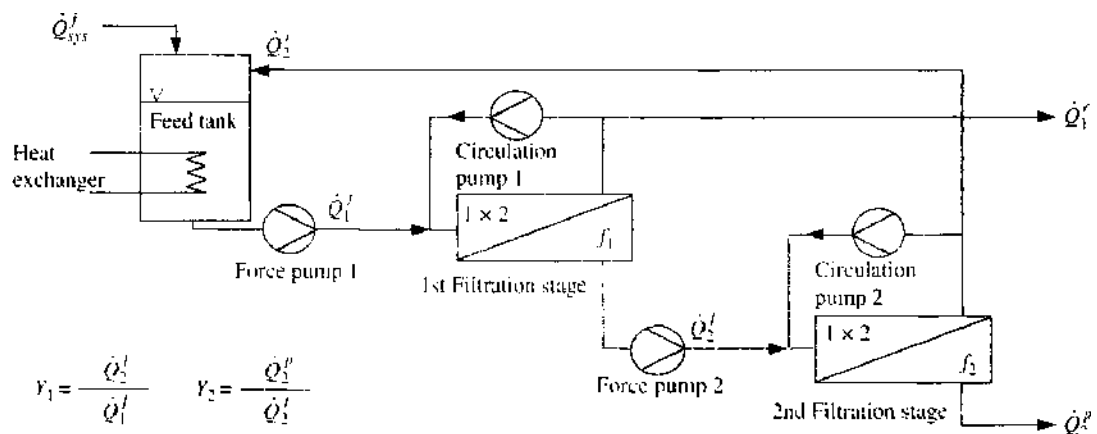 Q̇ᶠsys
Q̇ʳ2
V
Feed tank
Heat
exchanger
Circulation
pump 1
Q̇ʳ1
Q̇ᶠ1
1 × 2
f1
Force pump 1
1st Filtration stage
Circulation
pump 2
Q̇ᶠ2
1 × 2
f2
Force pump 2
2nd Filtration stage
Q̇ᵖ2
Y1 = Q̇ᶠ2 / Q̇ᶠ1
Y2 = Q̇ᵖ2 / Q̇ᶠ2